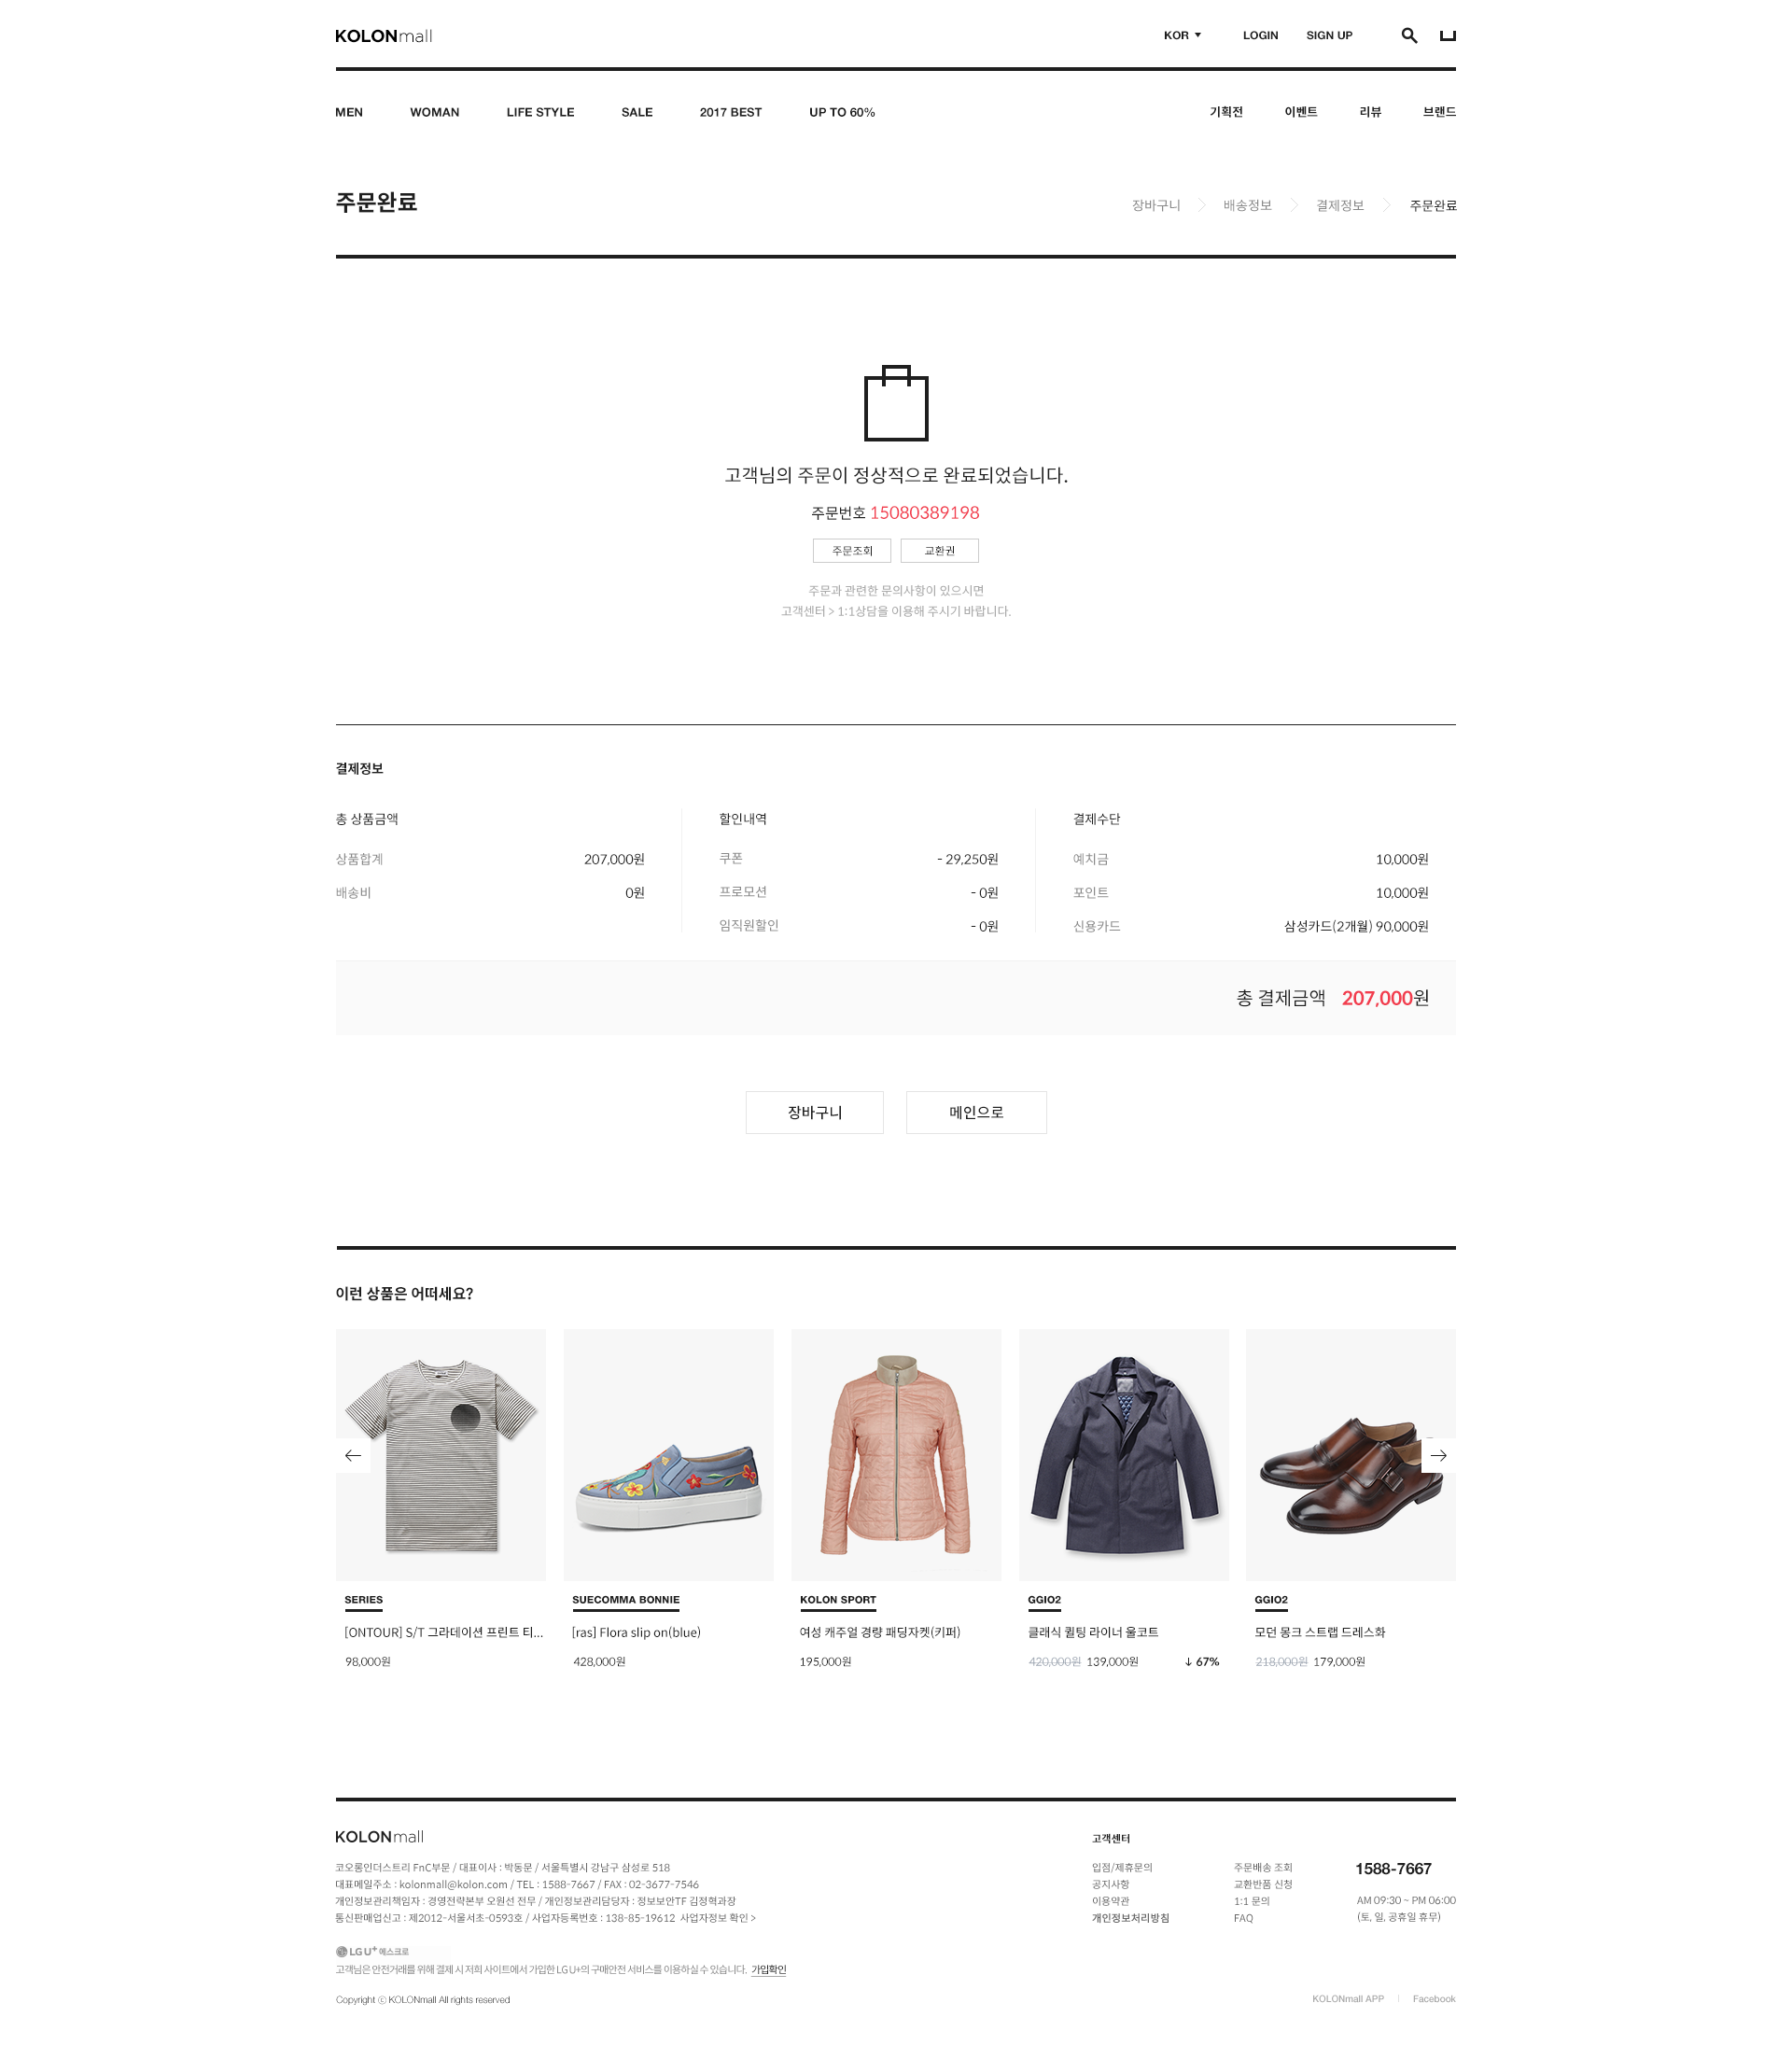 KOLONmall
KOR ▼ LOGIN SIGN UP
MEN WOMAN LIFE STYLE SALE 2017 BEST UP TO 60% 기획전 이벤트 리뷰 브랜드
주문완료
장바구니 배송정보 결제정보 주문완료
고객님의 주문이 정상적으로 완료되었습니다.
주문번호 15080389198
주문조회 교환권
주문과 관련한 문의사항이 있으시면
고객센터 > 1:1상담을 이용해 주시기 바랍니다.
결제정보
총 상품금액 할인내역 결제수단
상품합계 207,000원 쿠폰 - 29,250원 예치금 10,000원
배송비 0원 프로모션 - 0원 포인트 10,000원
임직원할인 - 0원 신용카드 삼성카드(2개월) 90,000원
총 결제금액 207,000원
장바구니 메인으로
이런 상품은 어떠세요?
SERIES SUECOMMA BONNIE KOLON SPORT GGIO2 GGIO2
[ONTOUR] S/T 그라데이션 프린트 티... [ras] Flora slip on(blue) 여성 캐주얼 경량 패딩자켓(키퍼) 클래식 퀼팅 라이너 울코트 모던 몽크 스트랩 드레스화
98,000원 428,000원 195,000원 420,000원 139,000원 ↓ 67% 218,000원 179,000원
KOLONmall
고객센터
코오롱인더스트리 FnC부문 / 대표이사 : 박동문 / 서울특별시 강남구 삼성로 518 입점/제휴문의 주문배송 조회 1588-7667
대표메일주소 : kolonmall@kolon.com / TEL : 1588-7667 / FAX : 02-3677-7546 공지사항 교환반품 신청
개인정보관리책임자 : 경영전략본부 오원선 전무 / 개인정보관리담당자 : 정보보안TF 김정혁과장 이용약관 1:1 문의 AM 09:30 ~ PM 06:00
통신판매업신고 : 제2012-서울서초-0593호 / 사업자등록번호 : 138-85-19612 사업자정보 확인 > 개인정보처리방침 FAQ (토, 일, 공휴일 휴무)
LG U+ 에스크로
고객님은 안전거래를 위해 결제 시 저희 사이트에서 가입한 LG U+의 구매안전 서비스를 이용하실 수 있습니다. 가입확인
Copyright ⓒ KOLONmall All rights reserved KOLONmall APP | Facebook